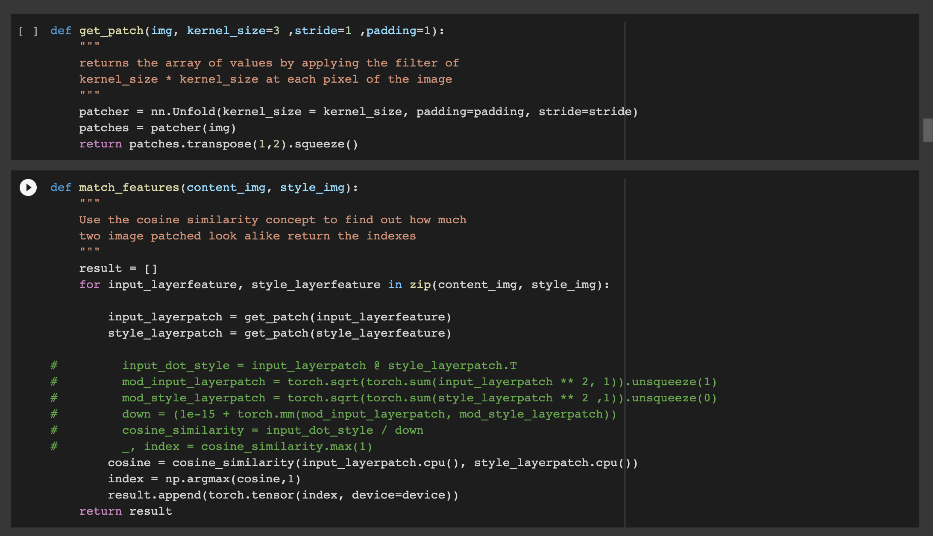 [ ] def get_patch(img, kernel_size=3 ,stride=1 ,padding=1):
"""
returns the array of values by applying the filter of
kernel_size * kernel_size at each pixel of the image
"""
patcher = nn.Unfold(kernel_size = kernel_size, padding=padding, stride=stride)
patches = patcher(img)
return patches.transpose(1,2).squeeze()
def match_features(content_img, style_img):
"""
Use the cosine similarity concept to find out how much
two image patched look alike return the indexes
"""
result = []
for input_layerfeature, style_layerfeature in zip(content_img, style_img):
input_layerpatch = get_patch(input_layerfeature)
style_layerpatch = get_patch(style_layerfeature)
# input_dot_style = input_layerpatch @ style_layerpatch.T
# mod_input_layerpatch = torch.sqrt(torch.sum(input_layerpatch ** 2, 1)).unsqueeze(1)
# mod_style_layerpatch = torch.sqrt(torch.sum(style_layerpatch ** 2 ,1)).unsqueeze(0)
# down = (1e-15 + torch.mm(mod_input_layerpatch, mod_style_layerpatch))
# cosine_similarity = input_dot_style / down
# _, index = cosine_similarity.max(1)
cosine = cosine_similarity(input_layerpatch.cpu(), style_layerpatch.cpu())
index = np.argmax(cosine,1)
result.append(torch.tensor(index, device=device))
return result